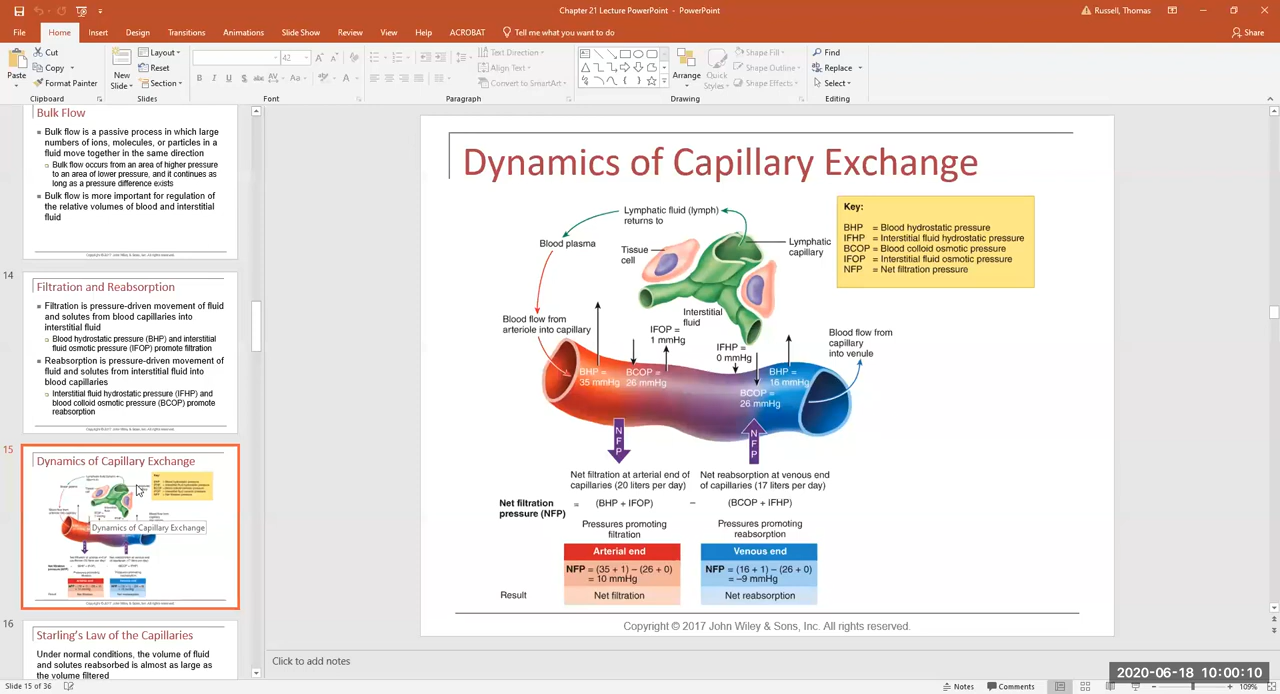 Chapter 21 Lecture PowerPoint - PowerPoint
Russell, Thomas
File Home Insert Design Transitions Animations Slide Show Review View Help ACROBAT Tell me what you want to do
Share
Paste
Cut
Copy
Format Painter
Clipboard
New
Slide
Layout
Reset
Section
Slides
42
B I U S abc AV Aa A
Font
Text Direction
Align Text
Convert to SmartArt
Paragraph
Arrange
Quick
Styles
Shape Fill
Shape Outline
Shape Effects
Drawing
Find
Replace
Select
Editing
Bulk Flow
Bulk flow is a passive process in which large
numbers of ions, molecules, or particles in a
fluid move together in the same direction
Bulk flow occurs from an area of higher pressure
to an area of lower pressure, and it continues as
long as a pressure difference exists
Bulk flow is more important for regulation of
the relative volumes of blood and interstitial
fluid
14
Filtration and Reabsorption
Filtration is pressure-driven movement of fluid
and solutes from blood capillaries into
interstitial fluid
Blood hydrostatic pressure (BHP) and interstitial
fluid osmotic pressure (IFOP) promote filtration
Reabsorption is pressure-driven movement of
fluid and solutes from interstitial fluid into
blood capillaries
Interstitial fluid hydrostatic pressure (IFHP) and
blood colloid osmotic pressure (BCOP) promote
reabsorption
15
Dynamics of Capillary Exchange
Dynamics of Capillary Exchange
16
Starling's Law of the Capillaries
Under normal conditions, the volume of fluid
and solutes reabsorbed is almost as large as
the volume filtered
Dynamics of Capillary Exchange
Key:
BHP = Blood hydrostatic pressure
IFHP = Interstitial fluid hydrostatic pressure
BCOP = Blood colloid osmotic pressure
IFOP = Interstitial fluid osmotic pressure
NFP = Net filtration pressure
Lymphatic fluid (lymph)
returns to
Blood plasma
Tissue
cell
Lymphatic
capillary
Blood flow from
arteriole into capillary
Interstitial
fluid
IFOP =
1 mmHg
IFHP =
0 mmHg
Blood flow from
capillary
into venule
BHP =
35 mmHg
BCOP =
26 mmHg
BHP =
16 mmHg
BCOP =
26 mmHg
NFP
NFP
Net filtration at arterial end of
capillaries (20 liters per day)
Net reabsorption at venous end
of capillaries (17 liters per day)
Net filtration
pressure (NFP)
= (BHP + IFOP) – (BCOP + IFHP)
Pressures promoting
filtration
Pressures promoting
reabsorption
Arterial end
Venous end
NFP = (35 + 1) – (26 + 0)
= 10 mmHg
NFP = (16 + 1) – (26 + 0)
= –9 mmHg
Result
Net filtration
Net reabsorption
Copyright © 2017 John Wiley & Sons, Inc. All rights reserved.
Click to add notes
2020-06-18 10:00:10
Slide 15 of 36
Notes
Comments
109%